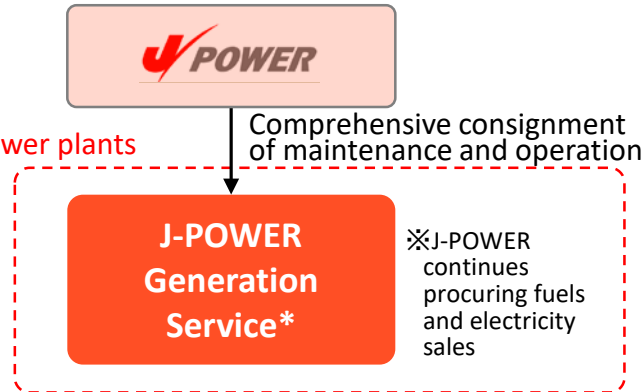 J POWER
Comprehensive consignment
wer plants
of maintenance and operation
J-POWER
Generation
Service*
※J-POWER
continues
procuring fuels
and electricity
sales